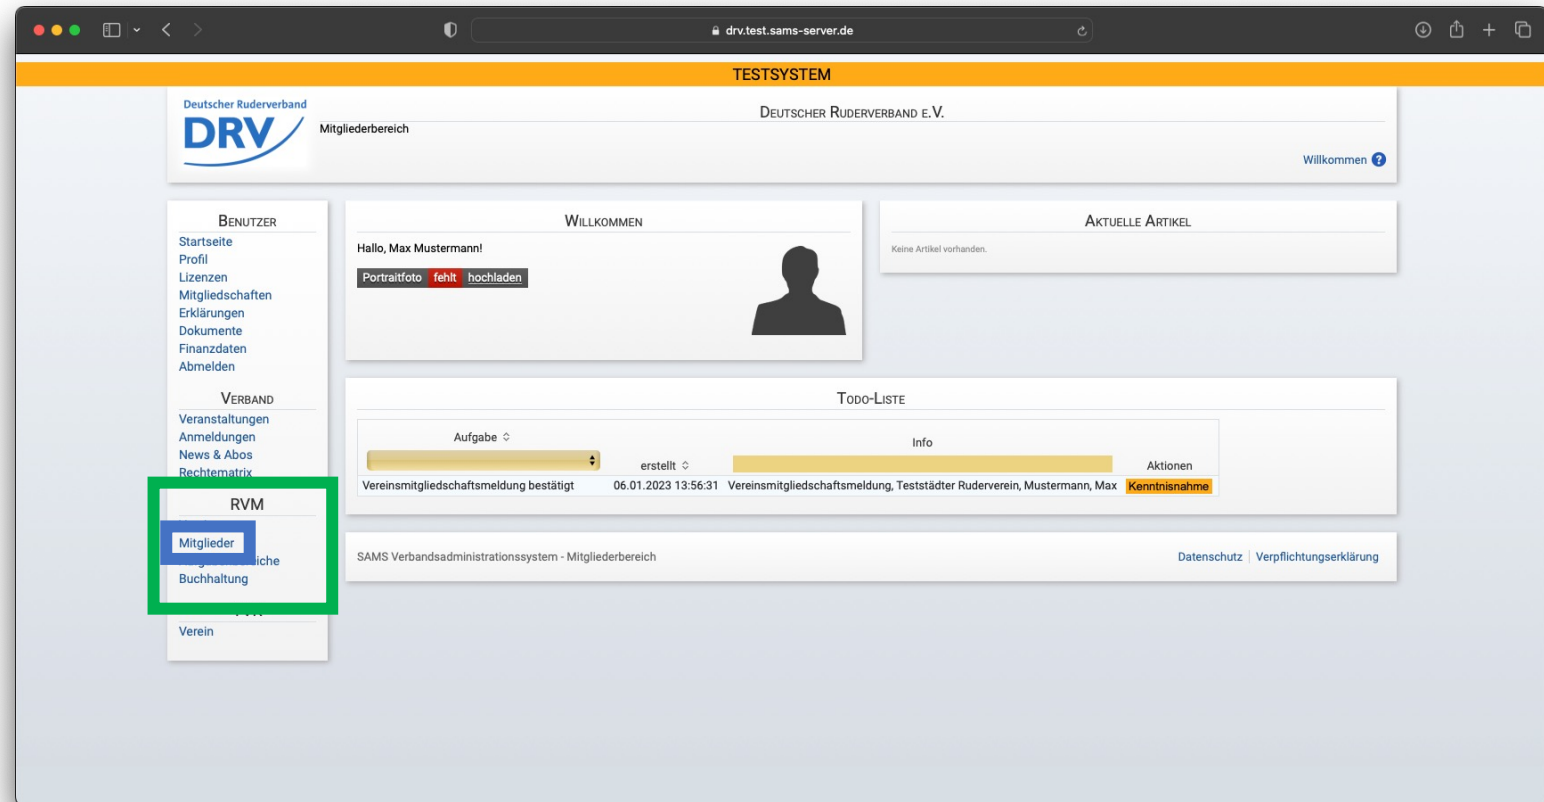 drv.test.sams-server.de
TESTSYSTEM
Deutscher Ruderverband
DRV
DEUTSCHER RUDERVERBAND E.V.
Mitgliederbereich
Willkommen ?
BENUTZER
Startseite
Profil
Lizenzen
Mitgliedschaften
Erklärungen
Dokumente
Finanzdaten
Abmelden
VERBAND
Veranstaltungen
Anmeldungen
News & Abos
Rechtematrix
RVM
Mitglieder
Buchhaltung
Verein
WILLKOMMEN
Hallo, Max Mustermann!
Portraitfoto fehlt hochladen
AKTUELLE ARTIKEL
Keine Artikel vorhanden.
TODO-LISTE
Aufgabe erstellt Info Aktionen
Vereinsmitgliedschaftsmeldung bestätigt 06.01.2023 13:56:31 Vereinsmitgliedschaftsmeldung, Teststädter Ruderverein, Mustermann, Max Kenntnisnahme
SAMS Verbandsadministrationssystem - Mitgliederbereich
Datenschutz | Verpflichtungserklärung